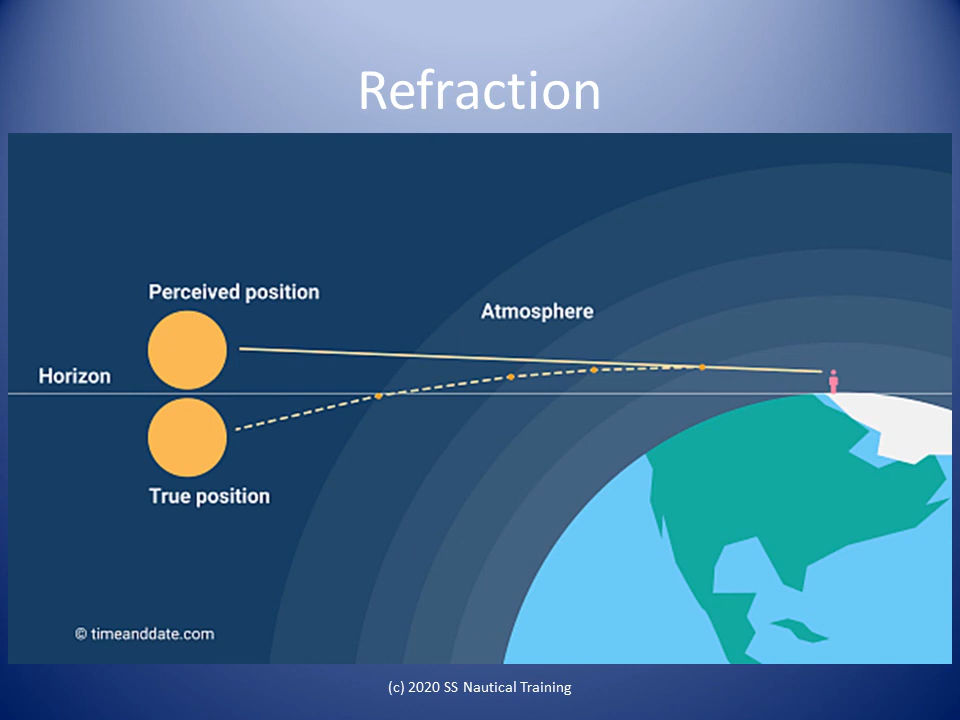 Refraction
Perceived position
Atmosphere
Horizon
True position
© timeanddate.com
(c) 2020 SS Nautical Training